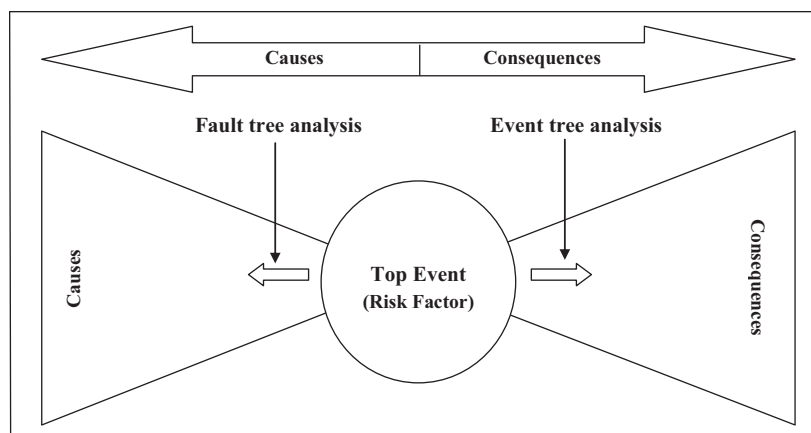 Causes
Consequences
Fault tree analysis
Event tree analysis
Causes
Top Event
(Risk Factor)
Consequences